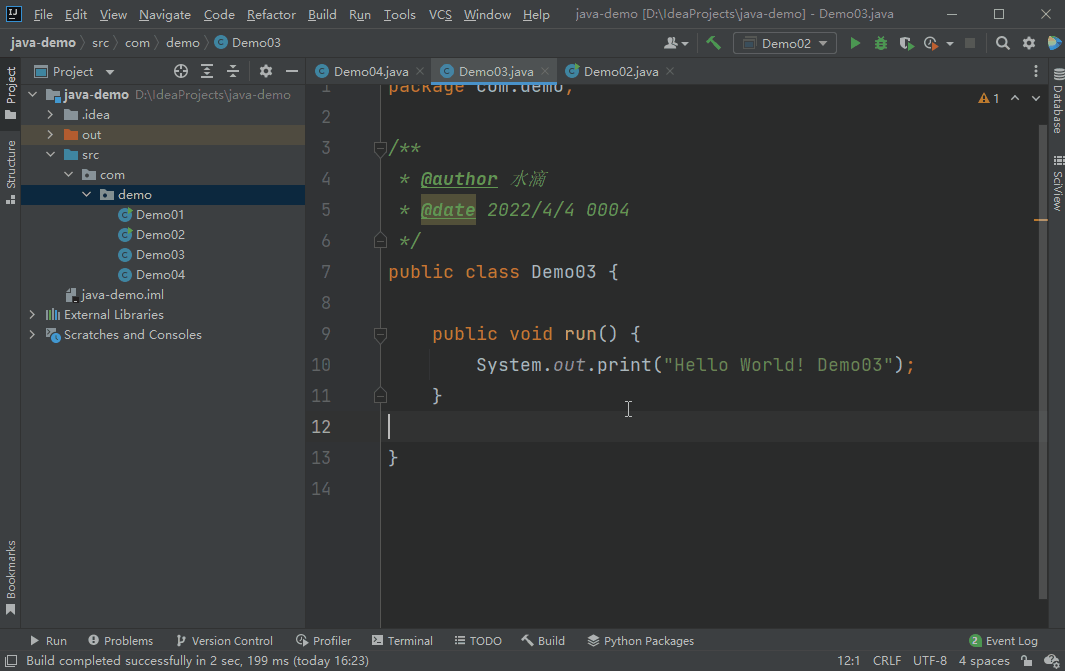 File Edit View Navigate Code Refactor Build Run Tools VCS Window Help java-demo [D:\IdeaProjects\java-demo] - Demo03.java
java-demo src com demo Demo03
Demo02
Project
Demo04.java Demo03.java Demo02.java
Project
Structure
Bookmarks
java-demo D:\IdeaProjects\java-demo
.idea
out
src
com
demo
Demo01
Demo02
Demo03
Demo04
java-demo.iml
External Libraries
Scratches and Consoles
1 package com.demo;
2
3 /**
4 * @author 水滴
5 * @date 2022/4/4 0004
6 */
7 public class Demo03 {
8
9 public void run() {
10 System.out.print("Hello World! Demo03");
11 }
12
13 }
14
1
Database
SciView
Run Problems Version Control Profiler Terminal TODO Build Python Packages 2 Event Log
Build completed successfully in 2 sec, 199 ms (today 16:23) 12:1 CRLF UTF-8 4 spaces